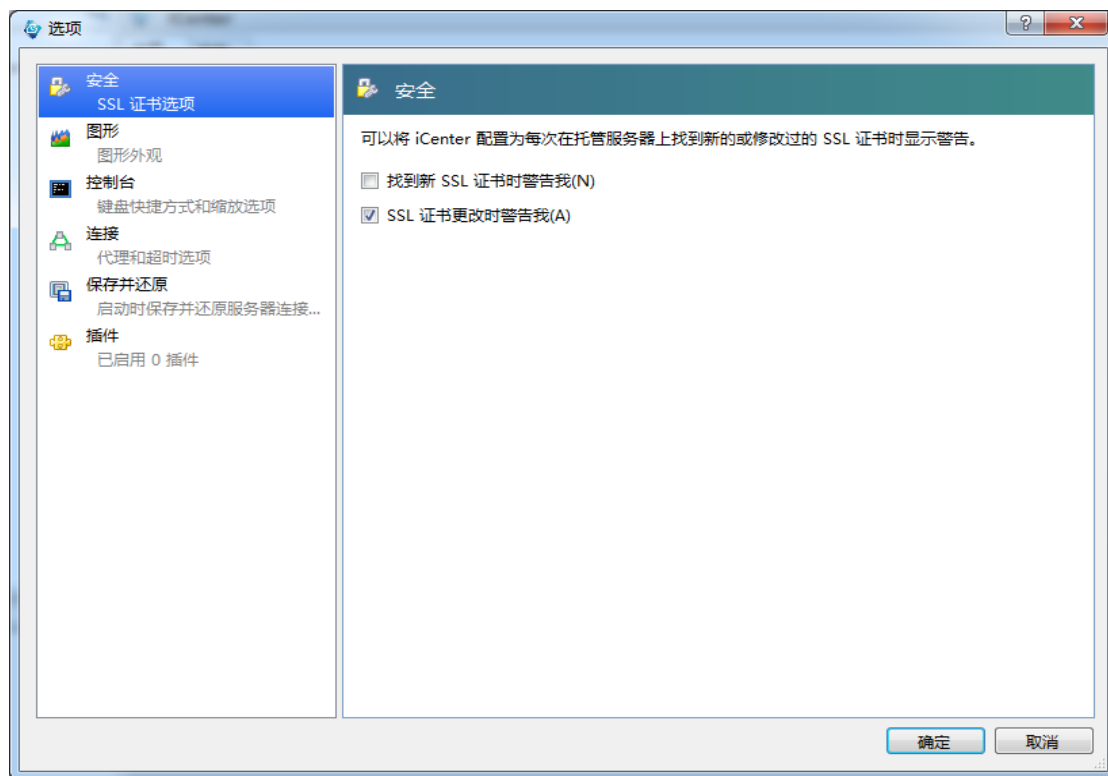 选项
安全
SSL 证书选项
图形
图形外观
控制台
键盘快捷方式和缩放选项
连接
代理和超时选项
保存并还原
启动时保存并还原服务器连接...
插件
已启用 0 插件
安全
可以将 iCenter 配置为每次在托管服务器上找到新的或修改过的 SSL 证书时显示警告。
找到新 SSL 证书时警告我(N)
SSL 证书更改时警告我(A)
确定
取消